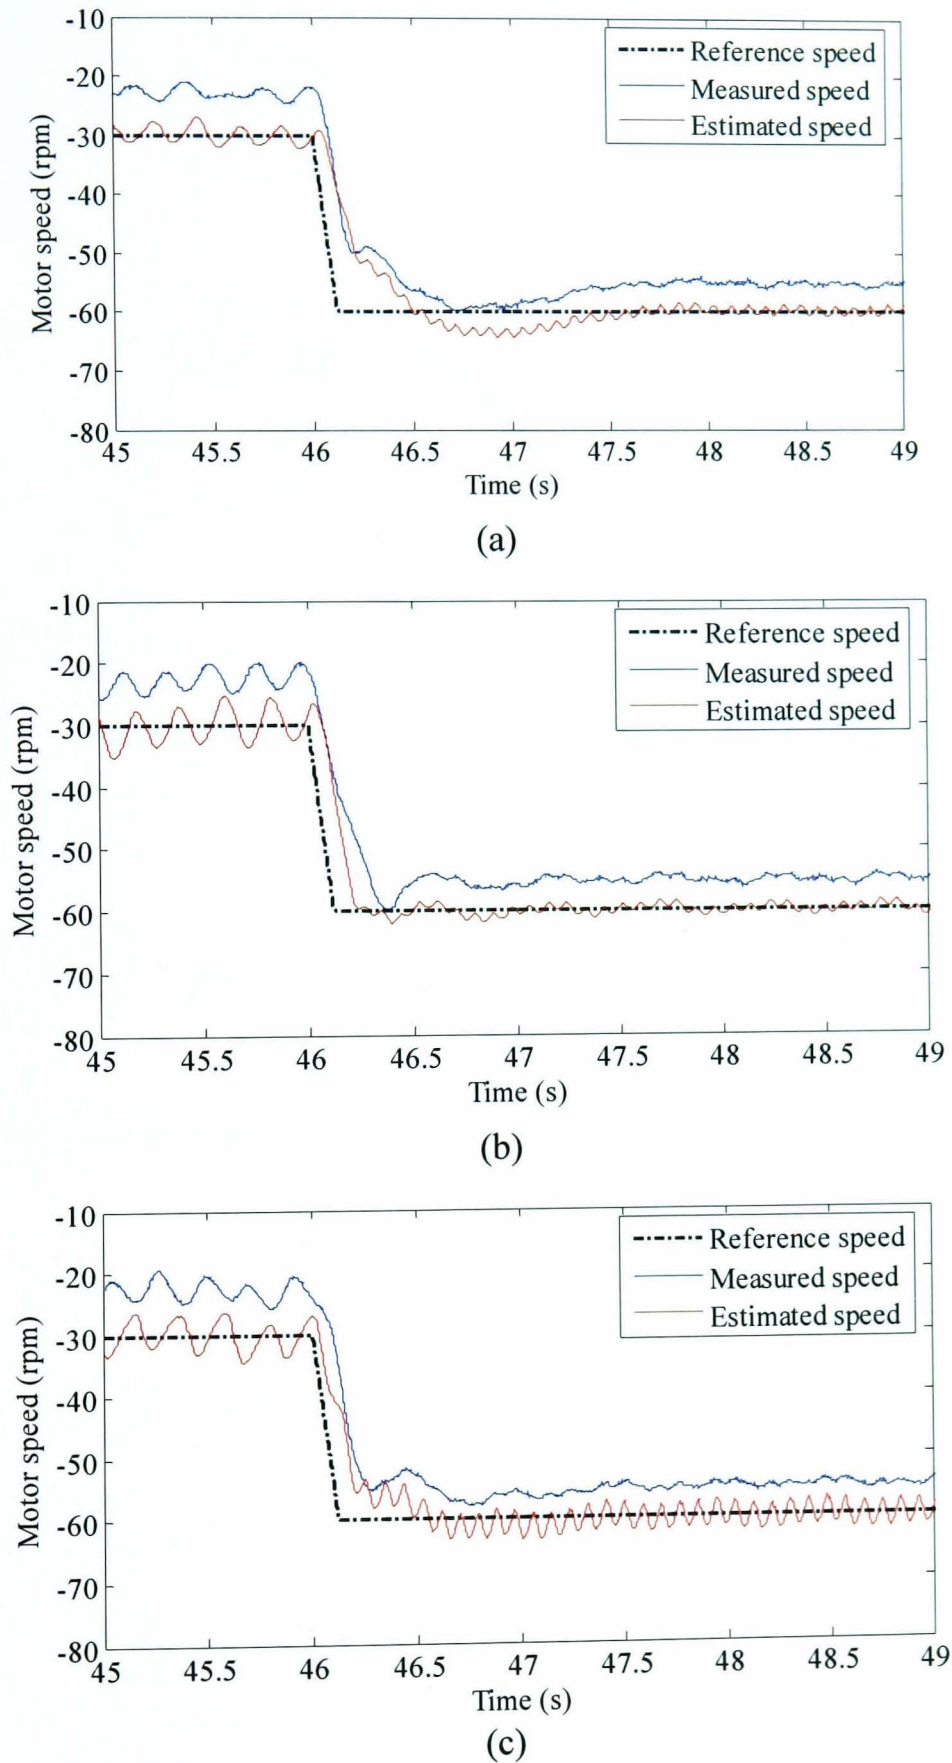 -10
-20
-30
-40
-50
-60
-70
-80
Motor speed (rpm)
Reference speed
Measured speed
Estimated speed
45 45.5 46 46.5 47 47.5 48 48.5 49
Time (s)
(a)
-10
-20
-30
-40
-50
-60
-70
-80
Motor speed (rpm)
Reference speed
Measured speed
Estimated speed
45 45.5 46 46.5 47 47.5 48 48.5 49
Time (s)
(b)
-10
-20
-30
-40
-50
-60
-70
-80
Motor speed (rpm)
Reference speed
Measured speed
Estimated speed
45 45.5 46 46.5 47 47.5 48 48.5 49
Time (s)
(c)